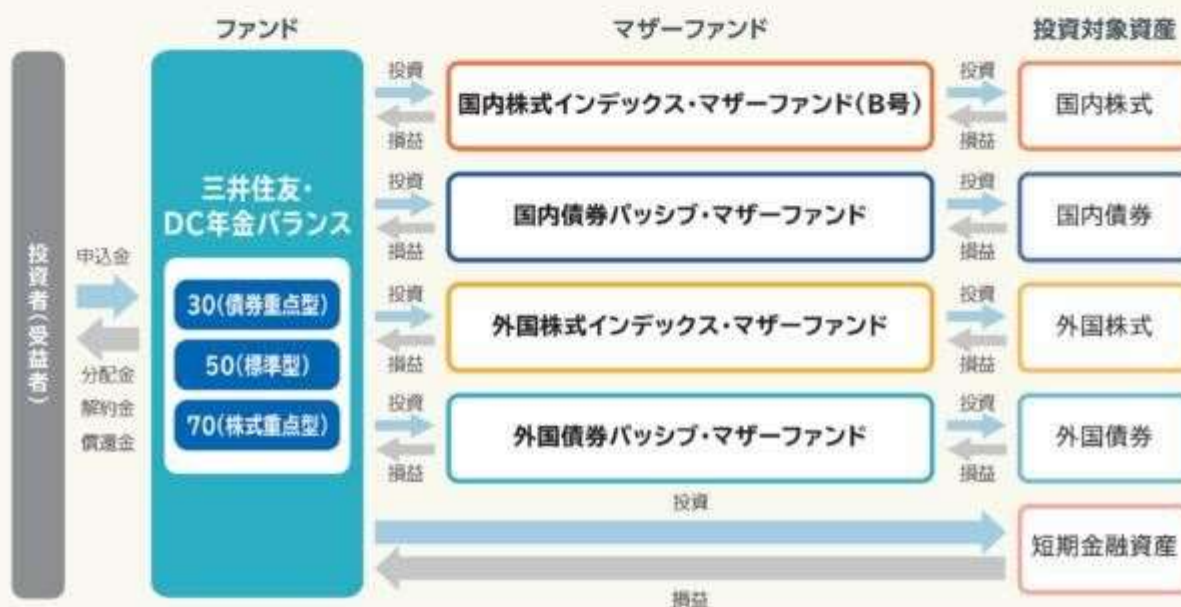 ファンド
マザーファンド
投資対象資産
投資者(受益者)
申込金
分配金
解約金
償還金
三井住友・
DC年金バランス
30(債券重点型)
50(標準型)
70(株式重点型)
投資
損益
国内株式インデックス・マザーファンド(B号)
投資
損益
国内株式
投資
損益
国内債券パッシブ・マザーファンド
投資
損益
国内債券
投資
損益
外国株式インデックス・マザーファンド
投資
損益
外国株式
投資
損益
外国債券パッシブ・マザーファンド
投資
損益
外国債券
投資
損益
短期金融資産